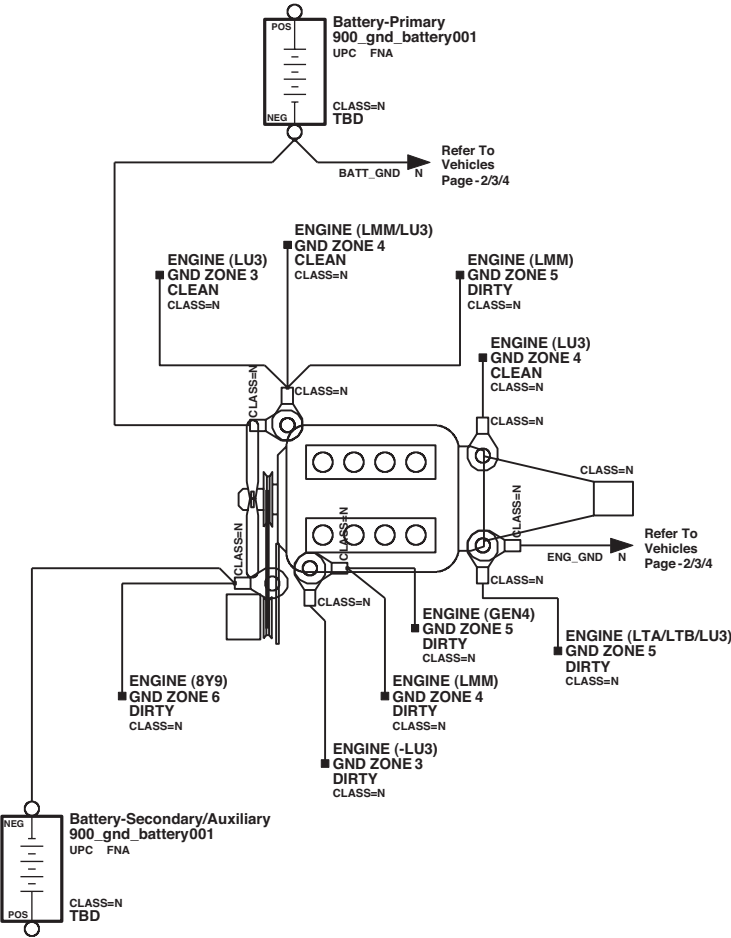 POS
Battery-Primary
900_gnd_battery001
UPC FNA
CLASS=N
TBD
NEG
BATT_GND N
Refer To
Vehicles
Page-2/3/4
ENGINE (LU3)
GND ZONE 3
CLEAN
CLASS=N
ENGINE (LMM/LU3)
GND ZONE 4
CLEAN
CLASS=N
ENGINE (LMM)
GND ZONE 5
DIRTY
CLASS=N
ENGINE (LU3)
GND ZONE 4
CLEAN
CLASS=N
CLASS=N
CLASS=N
CLASS=N
CLASS=N
CLASS=N
CLASS=N
CLASS=N
ENG_GND N
Refer To
Vehicles
Page-2/3/4
CLASS=N
CLASS=N
CLASS=N
ENGINE (GEN4)
GND ZONE 5
DIRTY
CLASS=N
ENGINE (LTA/LTB/LU3)
GND ZONE 5
DIRTY
CLASS=N
ENGINE (8Y9)
GND ZONE 6
DIRTY
CLASS=N
ENGINE (LMM)
GND ZONE 4
DIRTY
CLASS=N
ENGINE (-LU3)
GND ZONE 3
DIRTY
CLASS=N
NEG
Battery-Secondary/Auxiliary
900_gnd_battery001
UPC FNA
CLASS=N
TBD
POS